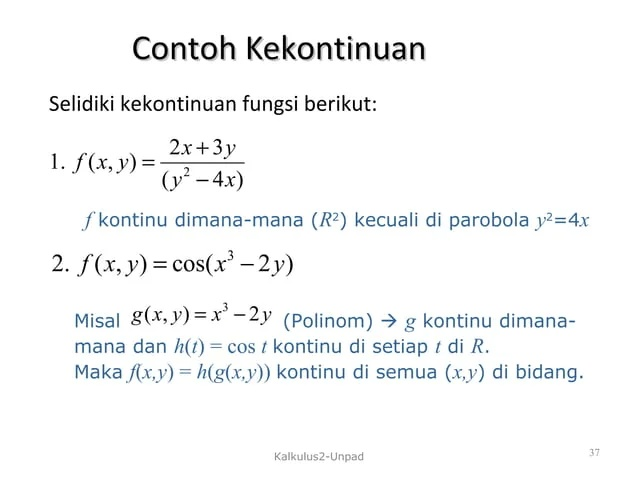 Contoh Kekontinuan
Selidiki kekontinuan fungsi berikut:
1. f(x, y) = (2x + 3y) / (y² − 4x)
f kontinu dimana-mana (R²) kecuali di parobola y²=4x
2. f(x, y) = cos(x³ − 2y)
Misal g(x, y) = x³ − 2y (Polinom) → g kontinu dimana-
mana dan h(t) = cos t kontinu di setiap t di R.
Maka f(x,y) = h(g(x,y)) kontinu di semua (x,y) di bidang.
Kalkulus2-Unpad
37